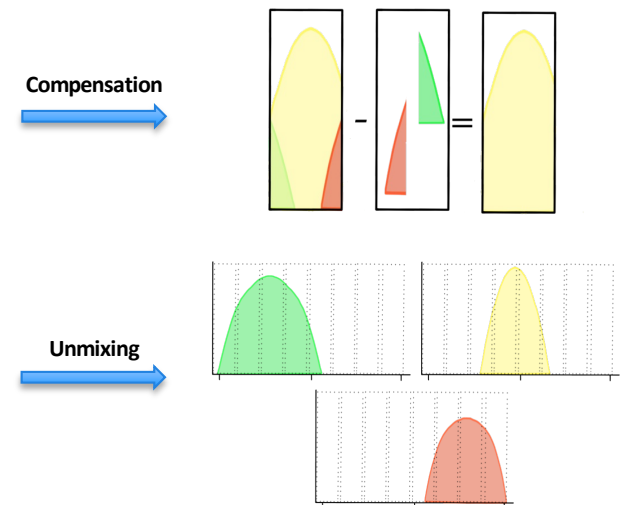 Compensation
- =
Unmixing